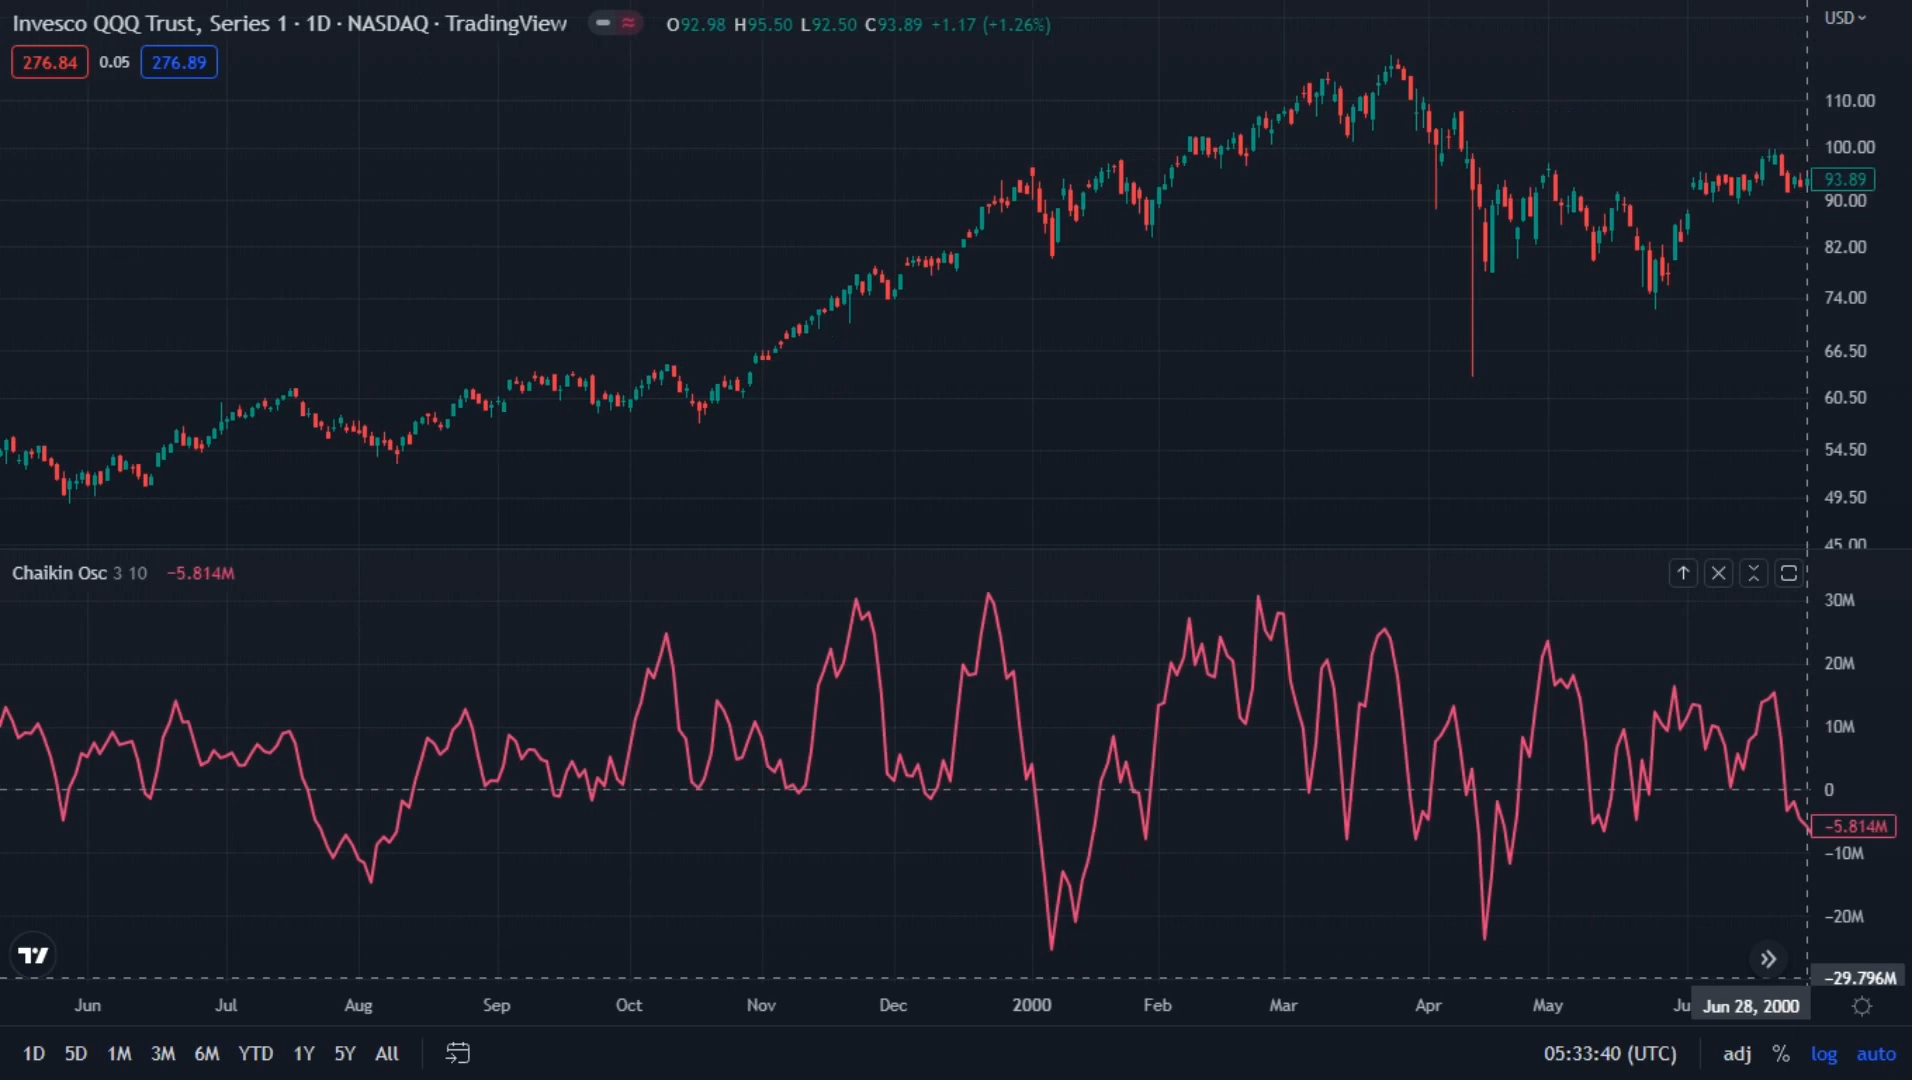 Invesco QQQ Trust, Series 1 · 1D · NASDAQ · TradingView O92.98 H95.50 L92.50 C93.89 +1.17 (+1.26%)
USD
276.84 0.05 276.89
110.00
100.00
93.89
90.00
82.00
74.00
66.50
60.50
54.50
49.50
45.00
Chaikin Osc 3 10 −5.814M
30M
20M
10M
0
−5.814M
−10M
−20M
−29.796M
Jun Jul Aug Sep Oct Nov Dec 2000 Feb Mar Apr May Ju Jun 28, 2000
1D 5D 1M 3M 6M YTD 1Y 5Y All 05:33:40 (UTC) adj % log auto